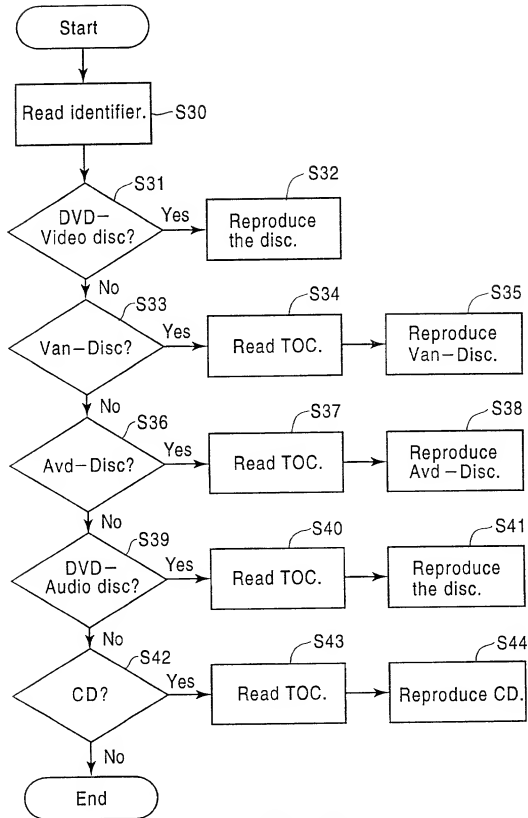 Start
Read identifier.
S30
S31
DVD–
Video disc?
Yes
S32
Reproduce
the disc.
No
S33
Van–Disc?
Yes
S34
Read TOC.
S35
Reproduce
Van–Disc.
No
S36
Avd–Disc?
Yes
S37
Read TOC.
S38
Reproduce
Avd–Disc.
No
S39
DVD–
Audio disc?
Yes
S40
Read TOC.
S41
Reproduce
the disc.
No
S42
CD?
Yes
S43
Read TOC.
S44
Reproduce CD.
No
End